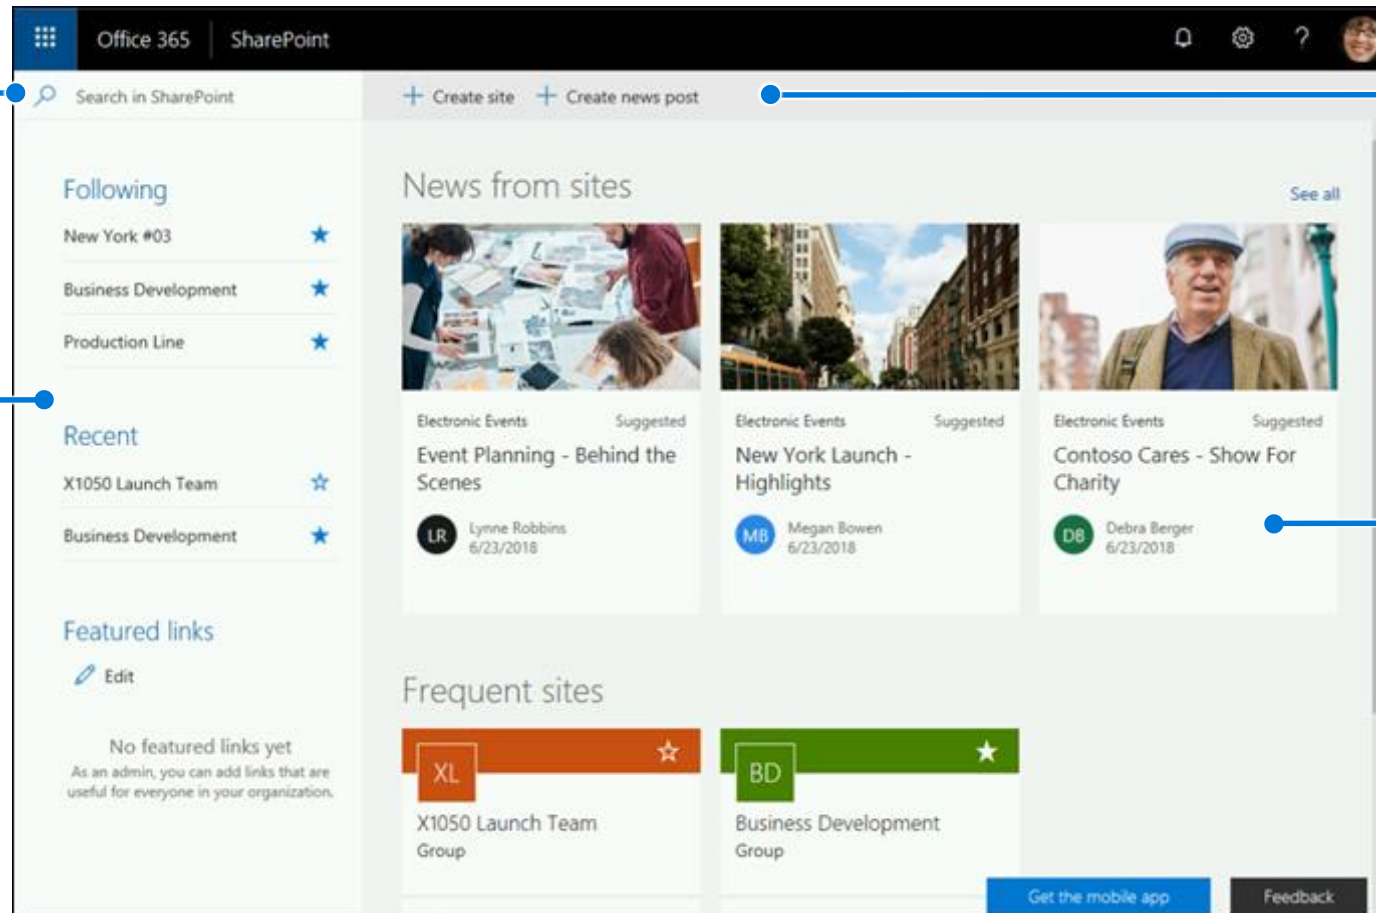 Office 365 SharePoint ?
Search in SharePoint
+ Create site + Create news post
Following
New York #03
Business Development
Production Line
Recent
X1050 Launch Team
Business Development
Featured links
Edit
No featured links yet
As an admin, you can add links that are
useful for everyone in your organization.
News from sites
See all
Electronic Events Suggested
Event Planning - Behind the
Scenes
LR
Lynne Robbins
6/23/2018
Electronic Events Suggested
New York Launch -
Highlights
MB
Megan Bowen
6/23/2018
Electronic Events Suggested
Contoso Cares - Show For
Charity
DB
Debra Berger
6/23/2018
Frequent sites
XL
X1050 Launch Team
Group
BD
Business Development
Group
Get the mobile app
Feedback